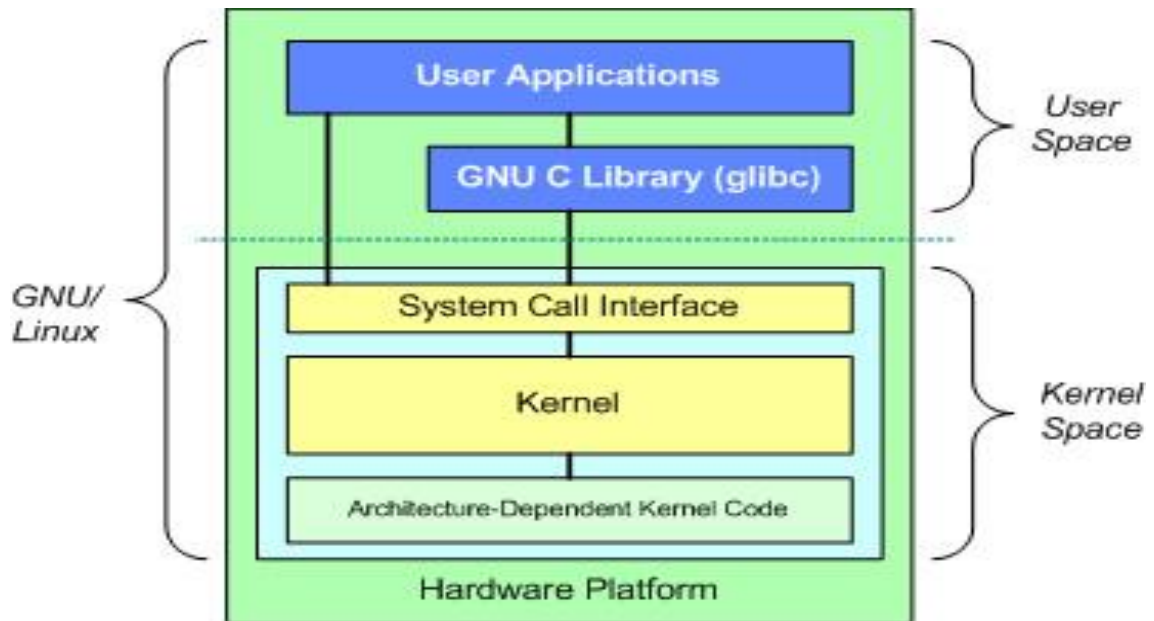 User Applications
User
Space
GNU C Library (glibc)
GNU/
Linux
System Call Interface
Kernel
Kernel
Space
Architecture-Dependent Kernel Code
Hardware Platform